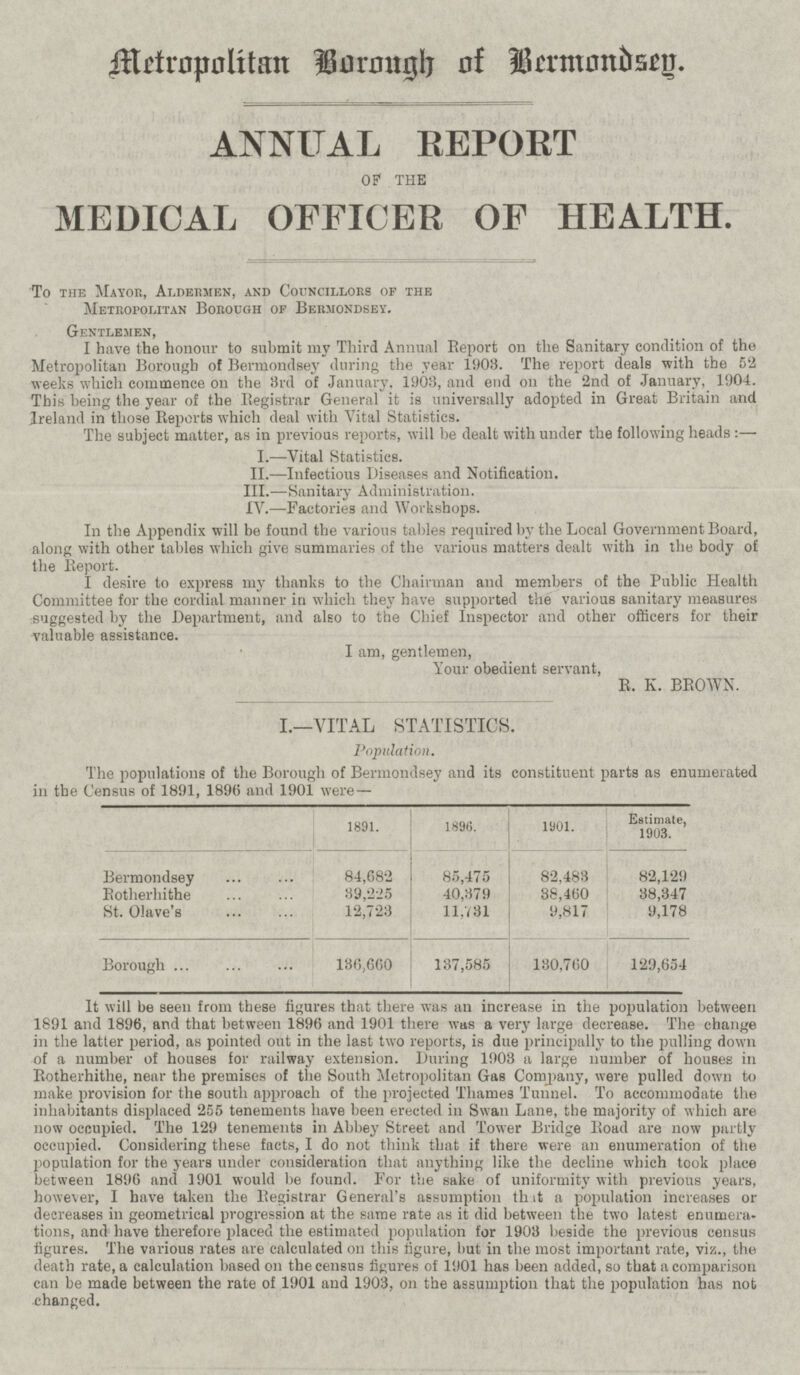 Metropolitan Borough of Bermondsey.
ANNUAL REPORT
OF THE
MEDICAL OFFICER OF HEALTH.
To the Mayor, Aldermen, and Councillors of the
Metropolitan Borough of Bermondsey.
Gentlemen,
I have the honour to submit my Third Annual Report on the Sanitary condition of the
Metropolitan Borough of Bermondsey during the year 1903. The report deals with the 52
weeks which commence on the 3rd of January, 1903, and end on the 2nd of January, 1904.
This being the year of the Registrar General it is universally adopted in Great Britain and
Ireland in those Reports which deal with Vital Statistics.
The subject matter, as in previous reports, will be dealt with under the following heads :—
I.—Vital Statistics.
II.—Infectious Diseases and Notification.
III.—Sanitary Administration.
IV.—Factories and Workshops.
In the Appendix will be found the various tables required by the Local Government Board,
along with other tables which give summaries of the various matters dealt with in the body of
the Report.
I desire to express my thanks to the Chairman and members of the Public Health
Committee for the cordial manner in which they have supported the various sanitary measures
suggested by the Department, and also to the Chief Inspector and other officers for their
valuable assistance.
I am, gentlemen,
Your obedient servant,
R. K. BROWN.
I.—VITAL STATISTICS.
Population.
The populations of the Borough of Bermondsey and its constituent parts as enumerated
in the Census of 1891, 1896 and 1901 were—
1891. 1896. 1901. Estimate, 1903.
Bermondsey ... ... 84,682 85,475 82,483 82,129
Rotherhithe ... ... 39,225 40,379 38,460 38,347
St. Olave's ... ... 12,723 11,731 9,817 9,178
Borough ... ... ... 136,660 137,585 130,760 129,654
It will be seen from these figures that there was an increase in the population between
1891 and 1896, and that between 1896 and 1901 there was a very large decrease. The change
in the latter period, as pointed out in the last two reports, is due principally to the pulling down
of a number of houses for railway extension. During 1903 a large number of houses in
Rotherhithe, near the premises of the South Metropolitan Gas Company, were pulled down to
make provision for the south approach of the projected Thames Tunnel. To accommodate the
inhabitants displaced 255 tenements have been erected in Swan Lane, the majority of which are
now occupied. The 129 tenements in Abbey Street and Tower Bridge Road are now partly
occupied. Considering these facts, I do not think that if there were an enumeration of the
population for the years under consideration that anything like the decline which took place
between 1896 and 1901 would be found. For the sake of uniformity with previous years,
however, I have taken the Registrar General's assumption that a population increases or
decreases in geometrical progression at the same rate as it did between the two latest enumera-
tions, and have therefore placed the estimated population for 1903 beside the previous census
figures. The various rates are calculated on this figure, but in the most important rate, viz., the
death rate, a calculation based on the census figures of 1901 has been added, so that a comparison
can be made between the rate of 1901 and 1903, on the assumption that the population has not
changed.